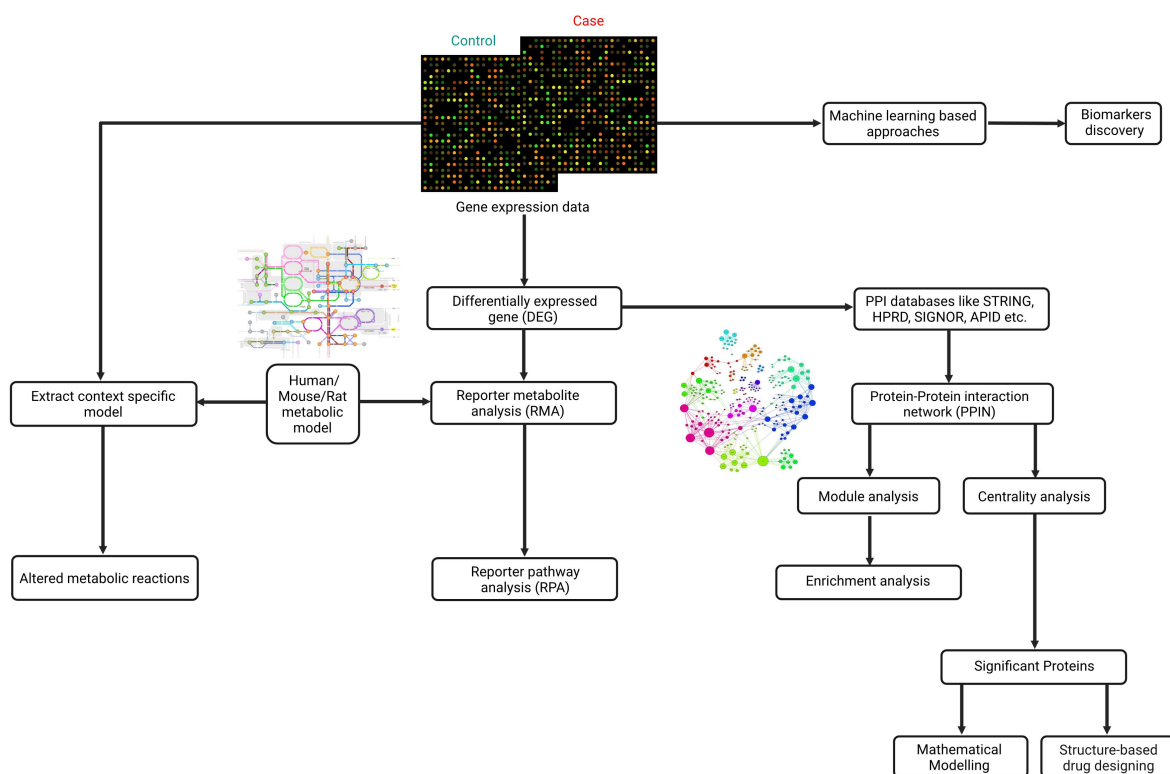 Case
Control
Machine learning based
approaches
Biomarkers
discovery
Gene expression data
Differentially expressed
gene (DEG)
PPI databases like STRING,
HPRD, SIGNOR, APID etc.
Extract context specific
model
Human/
Mouse/Rat
metabolic
model
Reporter metabolite
analysis (RMA)
Protein-Protein interaction
network (PPIN)
Module analysis
Centrality analysis
Altered metabolic reactions
Reporter pathway
analysis (RPA)
Enrichment analysis
Significant Proteins
Mathematical
Modelling
Structure-based
drug designing